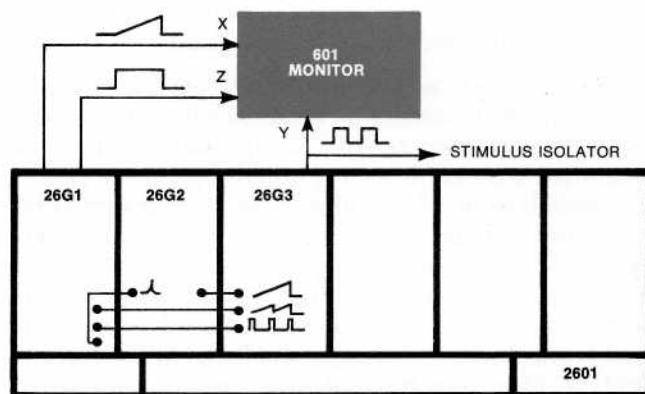 X
601
MONITOR
Z
Y
STIMULUS ISOLATOR
26G1
26G2
26G3
2601